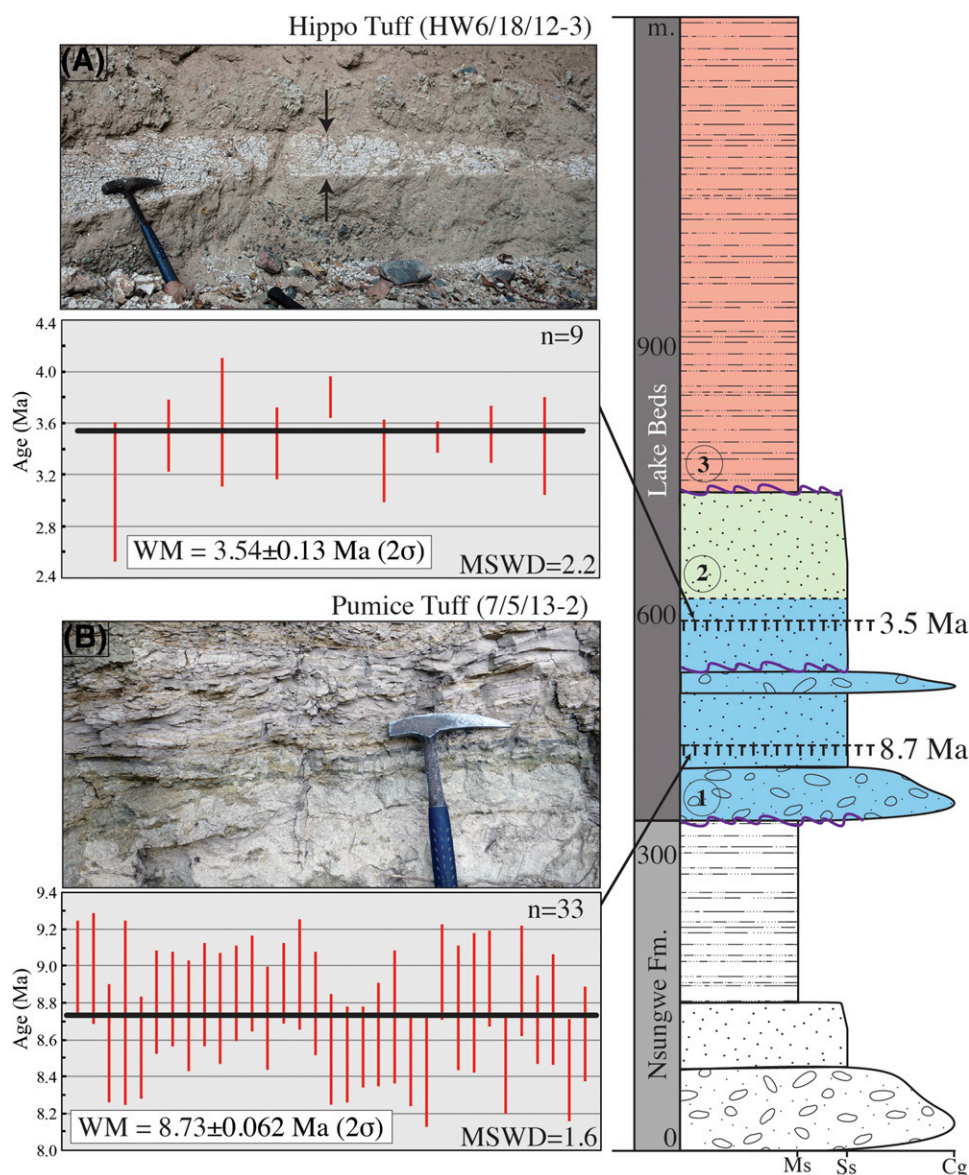 Hippo Tuff (HW6/18/12-3)
(A)
4.4
4.0
3.6
3.2
2.8
2.4
Age (Ma)
n=9
WM = 3.54±0.13 Ma (2σ)
MSWD=2.2
Pumice Tuff (7/5/13-2)
(B)
9.4
9.2
9.0
8.8
8.6
8.4
8.2
8.0
Age (Ma)
n=33
WM = 8.73±0.062 Ma (2σ)
MSWD=1.6
m.
900
600
300
0
Lake Beds
Nsungwe Fm.
3
2
3.5 Ma
8.7 Ma
1
Ms Ss Cg